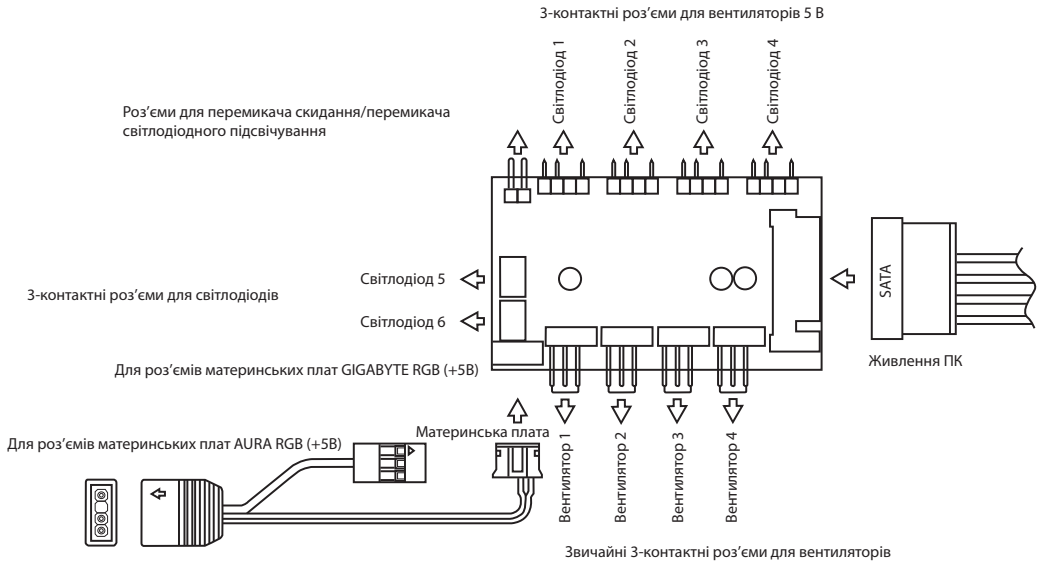 3-контактні роз’єми для вентиляторів 5 В
Світлодіод 1
Світлодіод 2
Світлодіод 3
Світлодіод 4
Роз’єми для перемикача скидання/перемикача
світлодіодного підсвічування
Світлодіод 5
3-контактні роз’єми для світлодіодів
Світлодіод 6
SATA
Живлення ПК
Для роз’ємів материнських плат GIGABYTE RGB (+5В)
Материнська плата
Для роз’ємів материнських плат AURA RGB (+5В)
Вентилятор 1
Вентилятор 2
Вентилятор 3
Вентилятор 4
Звичайні 3-контактні роз’єми для вентиляторів